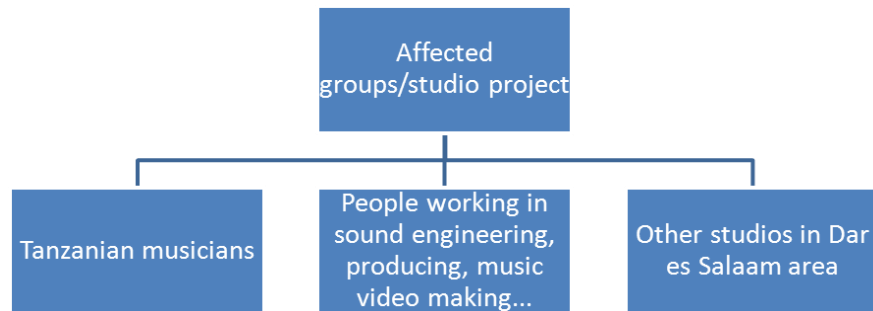 Affected
groups/studio project
Tanzanian musicians
People working in
sound engineering,
producing, music
video making...
Other studios in Dar
es Salaam area